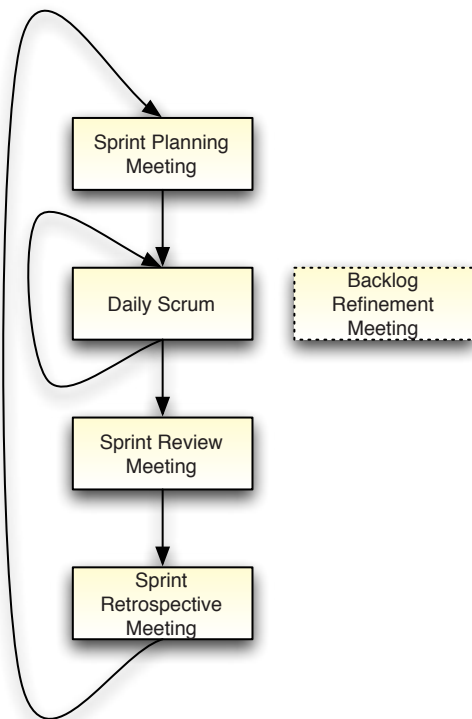 Sprint Planning
Meeting
Daily Scrum
Backlog
Refinement
Meeting
Sprint Review
Meeting
Sprint
Retrospective
Meeting